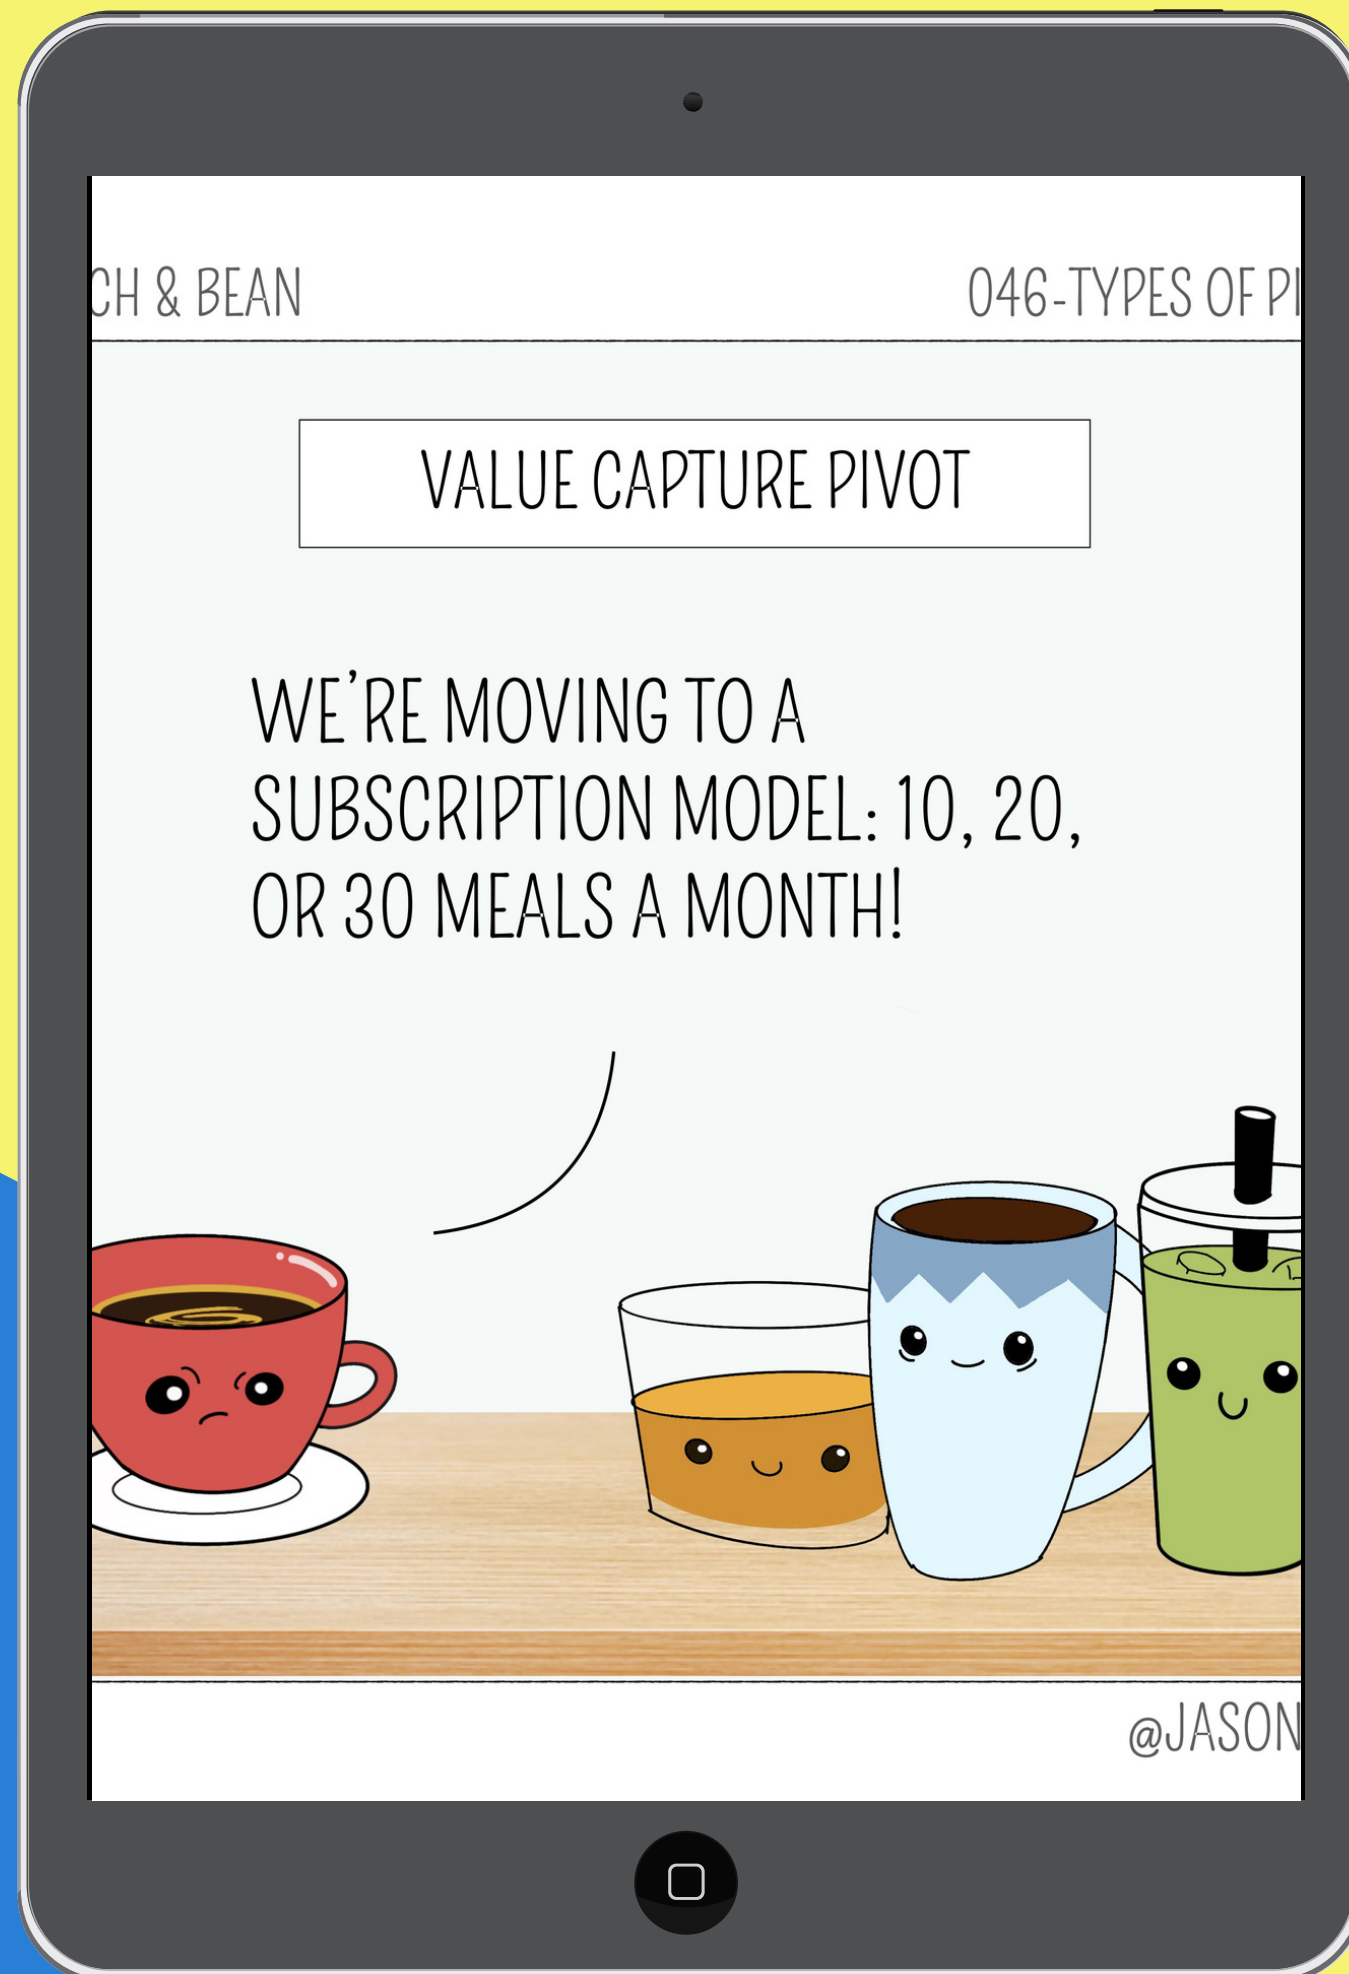 CH & BEAN
046-TYPES OF PI
VALUE CAPTURE PIVOT
WE'RE MOVING TO A
SUBSCRIPTION MODEL: 10, 20,
OR 30 MEALS A MONTH!
@JASON